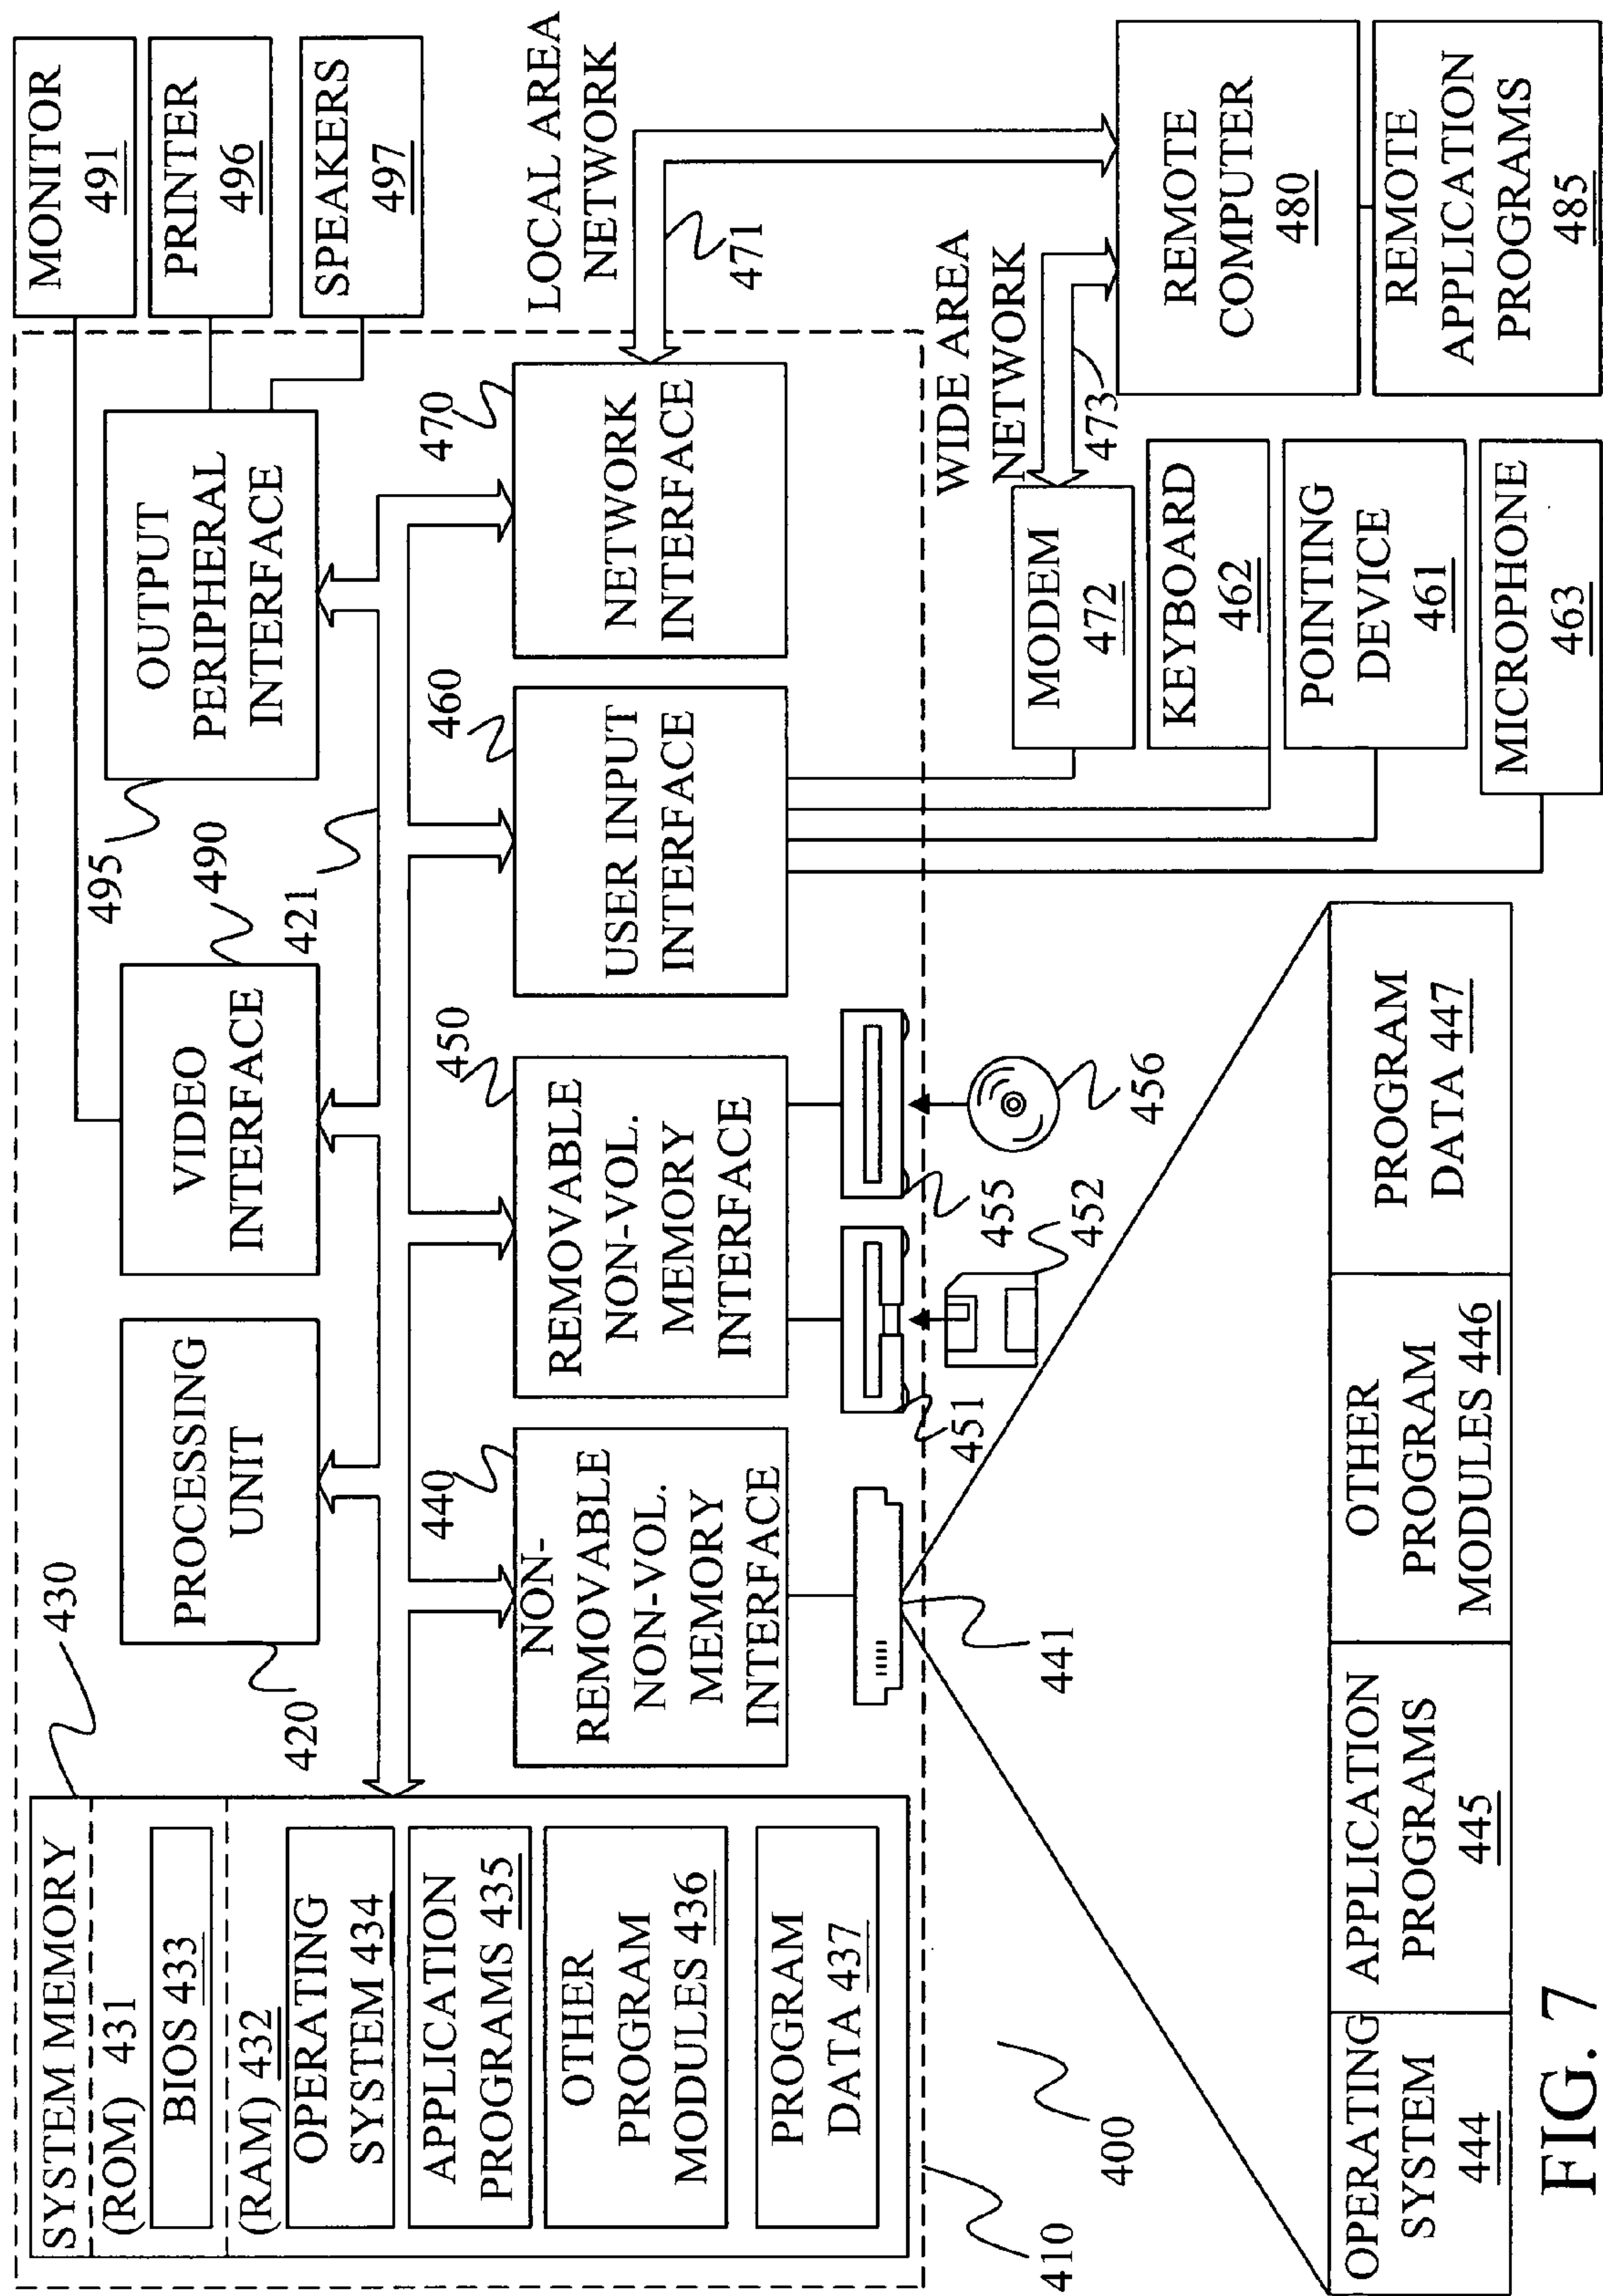 SYSTEM MEMORY
(ROM) 431
BIOS 433
(RAM) 432
OPERATING
SYSTEM 434
APPLICATION
PROGRAMS 435
OTHER
PROGRAM
MODULES 436
PROGRAM
DATA 437
430
PROCESSING
UNIT
420
VIDEO
INTERFACE
490
421
OUTPUT
PERIPHERAL
INTERFACE
495
MONITOR
491
PRINTER
496
SPEAKERS
497
440
NON-
REMOVABLE
NON-VOL.
MEMORY
INTERFACE
450
REMOVABLE
NON-VOL.
MEMORY
INTERFACE
460
USER INPUT
INTERFACE
470
NETWORK
INTERFACE
LOCAL AREA
NETWORK
471
441
451
452
455
456
WIDE AREA
NETWORK
473
MODEM
472
KEYBOARD
462
POINTING
DEVICE
461
MICROPHONE
463
REMOTE
COMPUTER
480
REMOTE
APPLICATION
PROGRAMS
485
410
400
OPERATING
SYSTEM
444
APPLICATION
PROGRAMS
445
OTHER
PROGRAM
MODULES 446
PROGRAM
DATA 447
FIG. 7